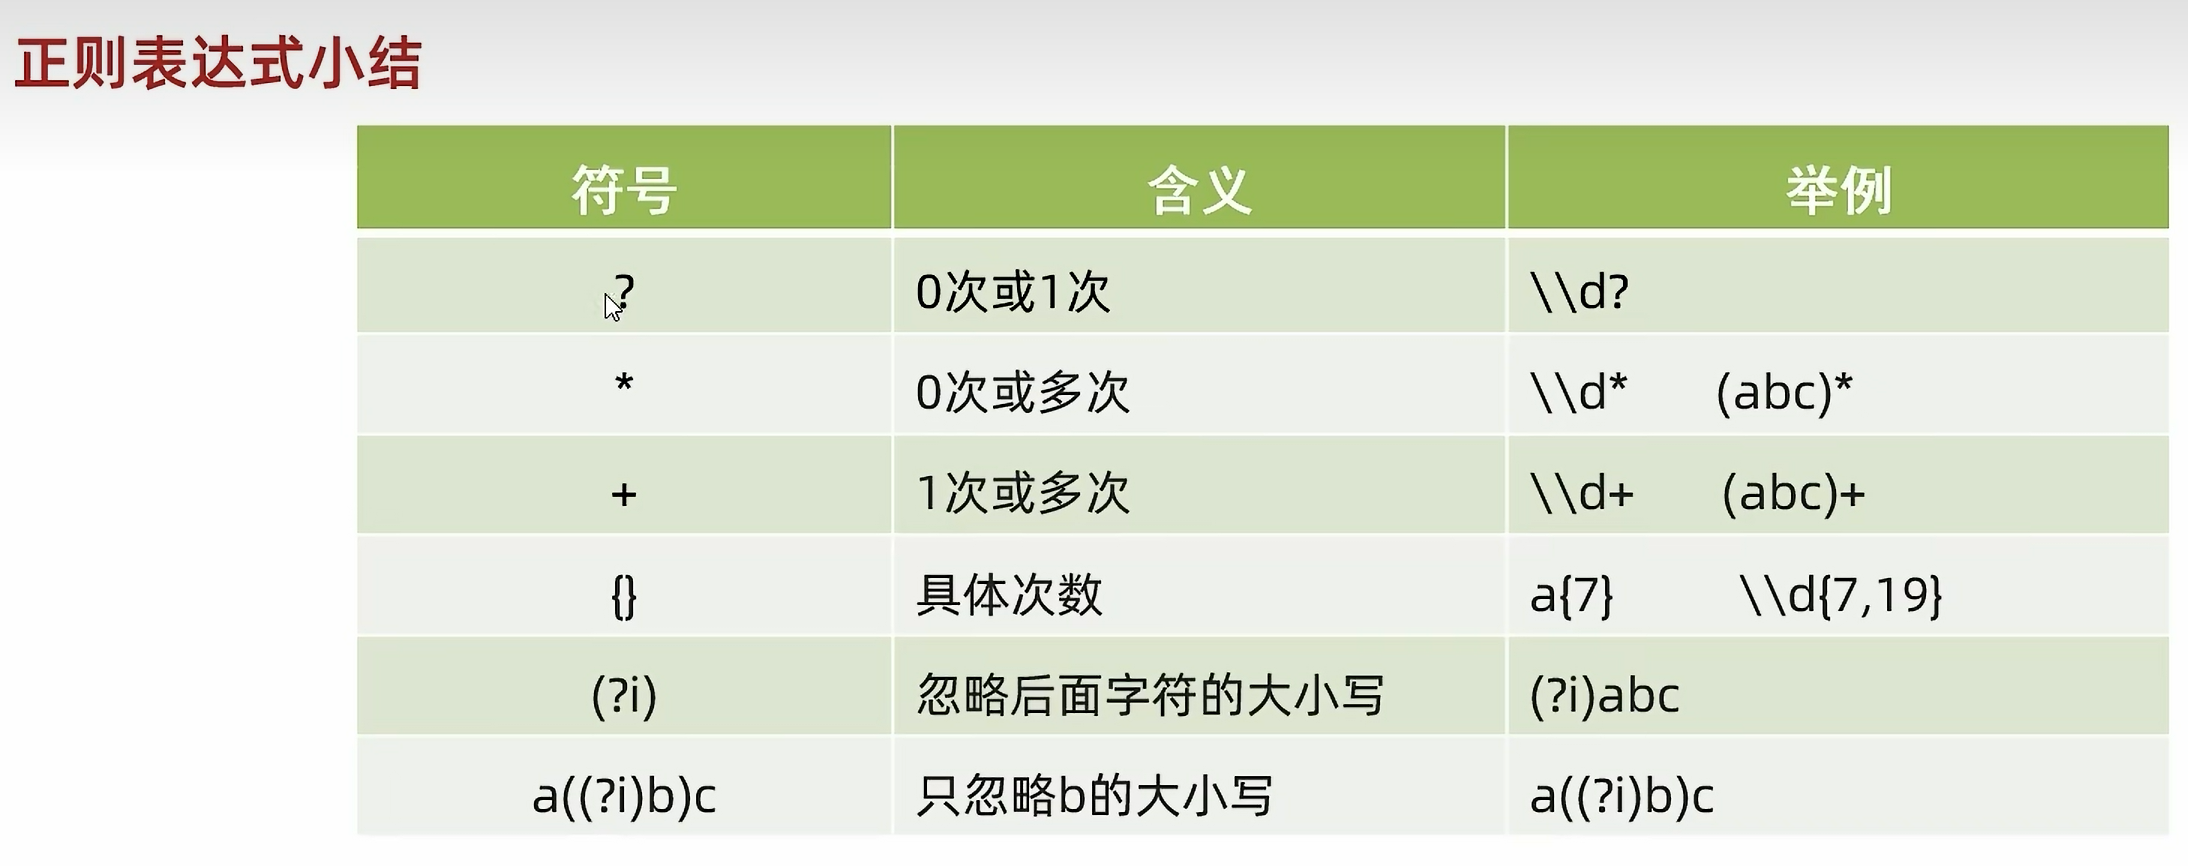 正则表达式小结
符号 含义 举例
? 0次或1次 \\d?
* 0次或多次 \\d* (abc)*
+ 1次或多次 \\d+ (abc)+
{} 具体次数 a{7} \\d{7,19}
(?i) 忽略后面字符的大小写 (?i)abc
a((?i)b)c 只忽略b的大小写 a((?i)b)c